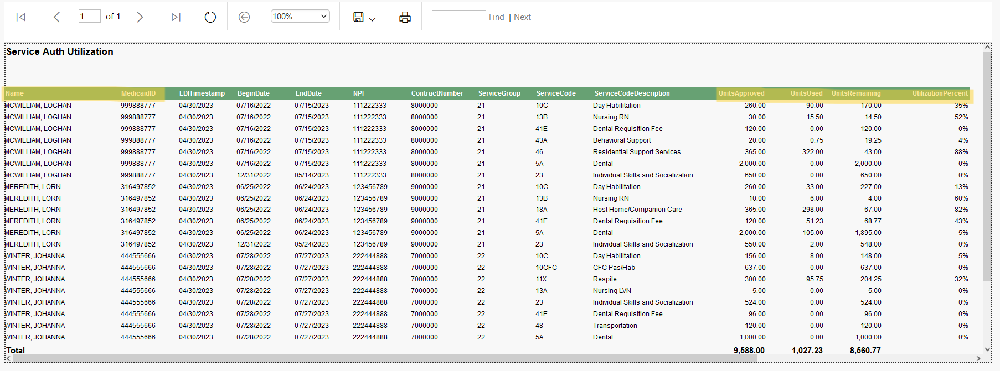 1 of 1 100% Find | Next
Service Auth Utilization
Name MedicaidID EDITimestamp BeginDate EndDate NPI ContractNumber ServiceGroup ServiceCode ServiceCodeDescription UnitsApproved UnitsUsed UnitsRemaining UtilizationPercent
MCWILLIAM, LOGHAN 999888777 04/30/2023 07/16/2022 07/15/2023 111222333 8000000 21 10C Day Habilitation 260.00 90.00 170.00 35%
MCWILLIAM, LOGHAN 999888777 04/30/2023 07/16/2022 07/15/2023 111222333 8000000 21 13B Nursing RN 30.00 15.50 14.50 52%
MCWILLIAM, LOGHAN 999888777 04/30/2023 07/16/2022 07/15/2023 111222333 8000000 21 41E Dental Requisition Fee 120.00 0.00 120.00 0%
MCWILLIAM, LOGHAN 999888777 04/30/2023 07/16/2022 07/15/2023 111222333 8000000 21 43A Behavioral Support 20.00 0.75 19.25 4%
MCWILLIAM, LOGHAN 999888777 04/30/2023 07/16/2022 07/15/2023 111222333 8000000 21 46 Residential Support Services 365.00 322.00 43.00 88%
MCWILLIAM, LOGHAN 999888777 04/30/2023 07/16/2022 07/15/2023 111222333 8000000 21 5A Dental 2,000.00 0.00 2,000.00 0%
MCWILLIAM, LOGHAN 999888777 04/30/2023 12/31/2022 05/14/2023 111222333 8000000 21 23 Individual Skills and Socialization 650.00 0.00 650.00 0%
MEREDITH, LORN 316497852 04/30/2023 06/25/2022 06/24/2023 123456789 9000000 21 10C Day Habilitation 260.00 33.00 227.00 13%
MEREDITH, LORN 316497852 04/30/2023 06/25/2022 06/24/2023 123456789 9000000 21 13B Nursing RN 10.00 6.00 4.00 60%
MEREDITH, LORN 316497852 04/30/2023 06/25/2022 06/24/2023 123456789 9000000 21 18A Host Home/Companion Care 365.00 298.00 67.00 82%
MEREDITH, LORN 316497852 04/30/2023 06/25/2022 06/24/2023 123456789 9000000 21 41E Dental Requisition Fee 120.00 51.23 68.77 43%
MEREDITH, LORN 316497852 04/30/2023 06/25/2022 06/24/2023 123456789 9000000 21 5A Dental 2,000.00 105.00 1,895.00 5%
MEREDITH, LORN 316497852 04/30/2023 12/31/2022 05/24/2023 123456789 9000000 21 23 Individual Skills and Socialization 550.00 2.00 548.00 0%
WINTER, JOHANNA 444555666 04/30/2023 07/28/2022 07/27/2023 222444888 7000000 22 10C Day Habilitation 156.00 8.00 148.00 5%
WINTER, JOHANNA 444555666 04/30/2023 07/28/2022 07/27/2023 222444888 7000000 22 10CFC CFC Pas/Hab 637.00 0.00 637.00 0%
WINTER, JOHANNA 444555666 04/30/2023 07/28/2022 07/27/2023 222444888 7000000 22 11X Respite 300.00 95.75 204.25 32%
WINTER, JOHANNA 444555666 04/30/2023 07/28/2022 07/27/2023 222444888 7000000 22 13A Nursing LVN 5.00 0.00 5.00 0%
WINTER, JOHANNA 444555666 04/30/2023 07/28/2022 07/27/2023 222444888 7000000 22 23 Individual Skills and Socialization 524.00 0.00 524.00 0%
WINTER, JOHANNA 444555666 04/30/2023 07/28/2022 07/27/2023 222444888 7000000 22 41E Dental Requisition Fee 96.00 0.00 96.00 0%
WINTER, JOHANNA 444555666 04/30/2023 07/28/2022 07/27/2023 222444888 7000000 22 48 Transportation 120.00 0.00 120.00 0%
WINTER, JOHANNA 444555666 04/30/2023 07/28/2022 07/27/2023 222444888 7000000 22 5A Dental 1,000.00 0.00 1,000.00 0%
Total 9,588.00 1,027.23 8,560.77